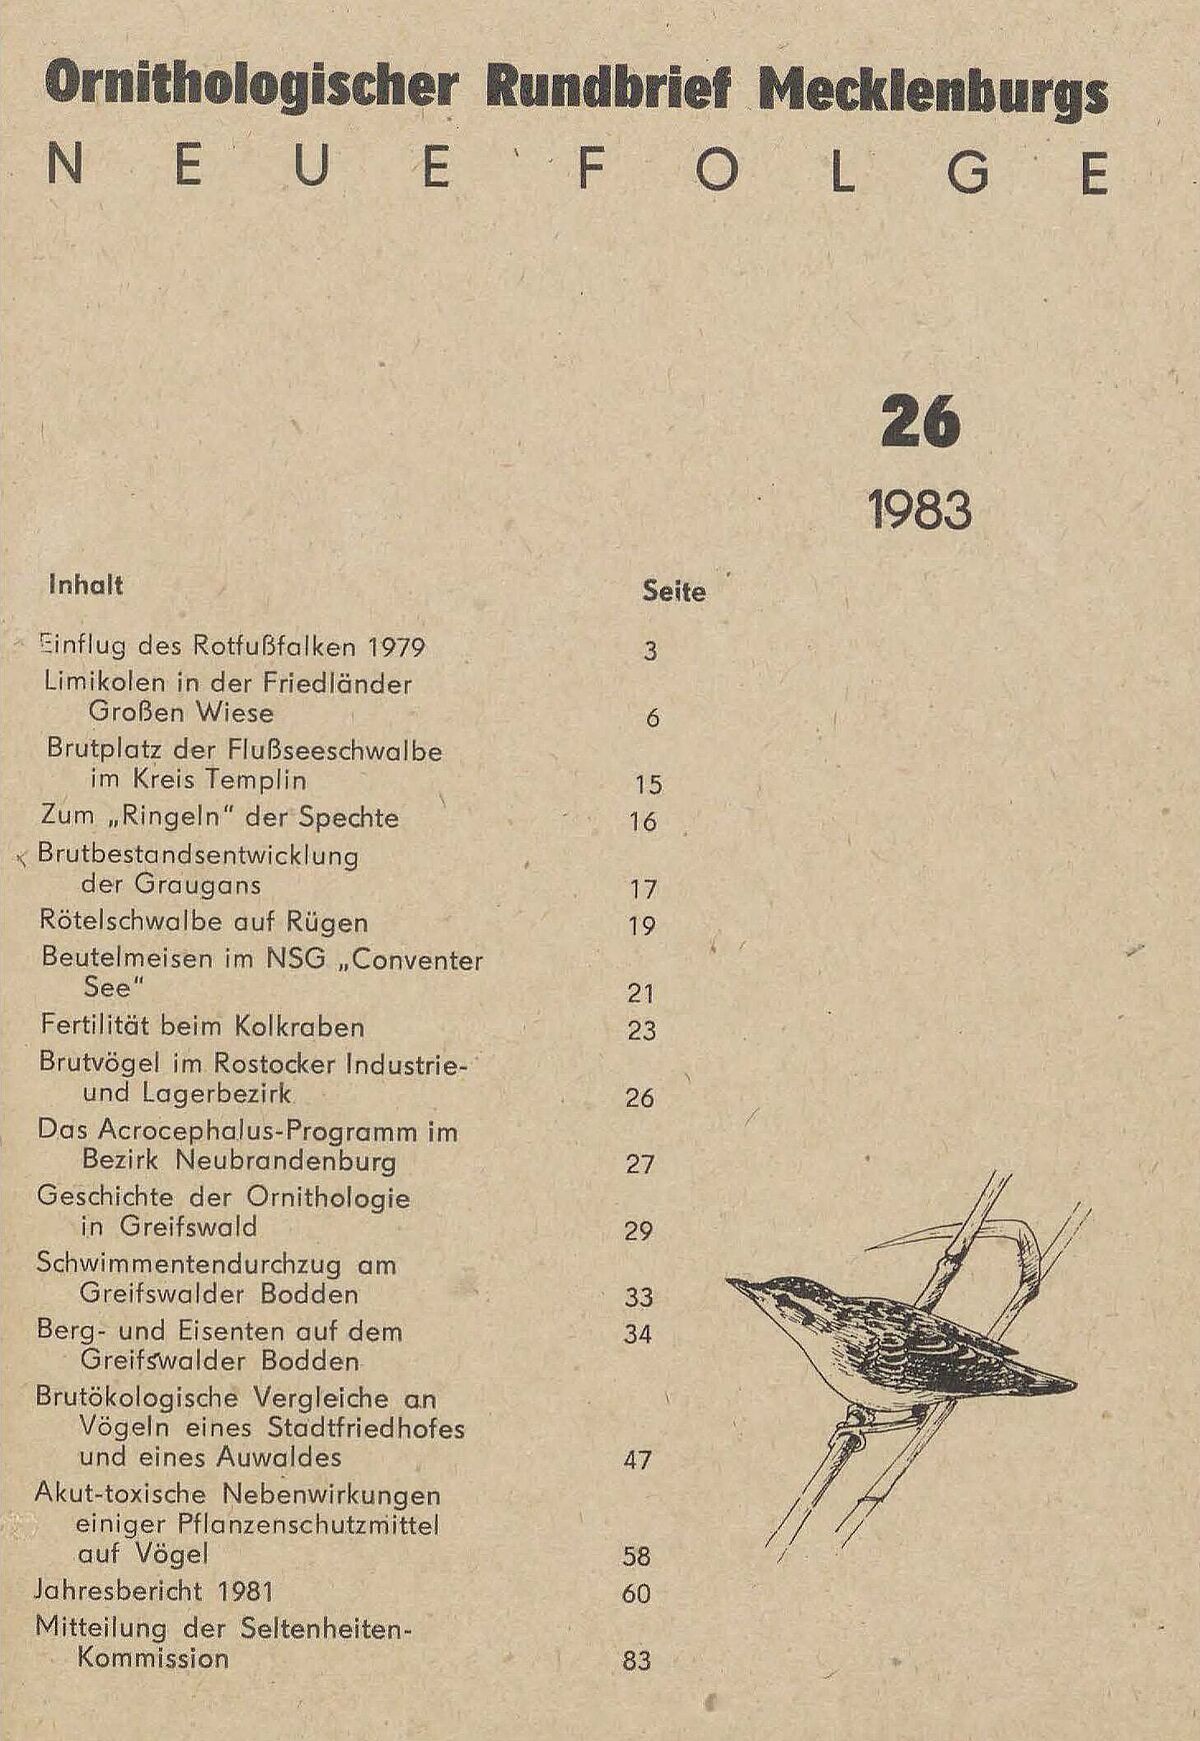 Ornithologischer Rundbrief Mecklenburgs
NEUE FOLGE
26
1983
Inhalt Seite
Einflug des Rotfußfalken 1979 3
Limikolen in der Friedländer
Großen Wiese 6
Brutplatz der Flußseeschwalbe
im Kreis Templin 15
Zum „Ringeln“ der Spechte 16
Brutbestandsentwicklung
der Graugans 17
Rötelschwalbe auf Rügen 19
Beutelmeisen im NSG „Conventer
See“ 21
Fertilität beim Kolkraben 23
Brutvögel im Rostocker Industrie-
und Lagerbezirk 26
Das Acrocephalus-Programm im
Bezirk Neubrandenburg 27
Geschichte der Ornithologie
in Greifswald 29
Schwimmentendurchzug am
Greifswalder Bodden 33
Berg- und Eisenten auf dem 34
Greifswalder Bodden
Brutökologische Vergleiche an
Vögeln eines Stadtfriedhofes
und eines Auwaldes 47
Akut-toxische Nebenwirkungen
einiger Pflanzenschutzmittel
auf Vögel 58
Jahresbericht 1981 60
Mitteilung der Seltenheiten-
Kommission 83